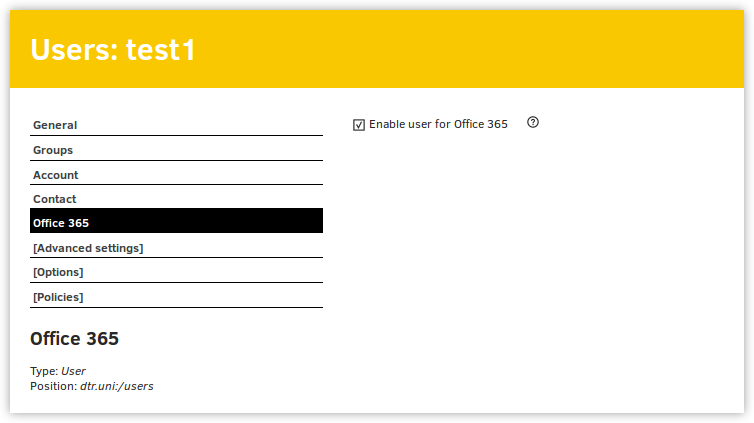 Users: test1
General
Groups
Account
Contact
Office 365
[Advanced settings]
[Options]
[Policies]
Enable user for Office 365
Office 365
Type: User
Position: dtr.uni:/users